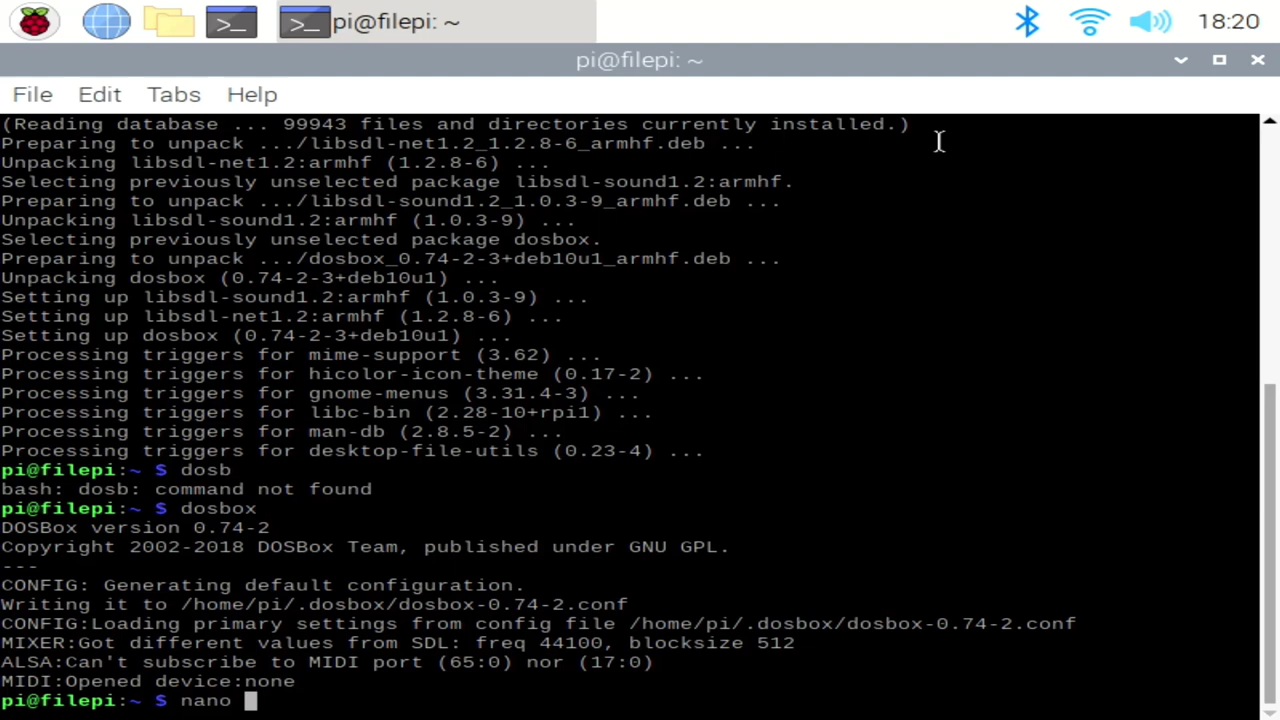 pi@filepi: ~
18:20
pi@filepi: ~
File Edit Tabs Help
(Reading database ... 99943 files and directories currently installed.)
Preparing to unpack .../libsdl-net1.2_1.2.8-6_armhf.deb ...
Unpacking libsdl-net1.2:armhf (1.2.8-6) ...
Selecting previously unselected package libsdl-sound1.2:armhf.
Preparing to unpack .../libsdl-sound1.2_1.0.3-9_armhf.deb ...
Unpacking libsdl-sound1.2:armhf (1.0.3-9) ...
Selecting previously unselected package dosbox.
Preparing to unpack .../dosbox_0.74-2-3+deb10u1_armhf.deb ...
Unpacking dosbox (0.74-2-3+deb10u1) ...
Setting up libsdl-sound1.2:armhf (1.0.3-9) ...
Setting up libsdl-net1.2:armhf (1.2.8-6) ...
Setting up dosbox (0.74-2-3+deb10u1) ...
Processing triggers for mime-support (3.62) ...
Processing triggers for hicolor-icon-theme (0.17-2) ...
Processing triggers for gnome-menus (3.31.4-3) ...
Processing triggers for libc-bin (2.28-10+rpi1) ...
Processing triggers for man-db (2.8.5-2) ...
Processing triggers for desktop-file-utils (0.23-4) ...
pi@filepi:~ $ dosb
bash: dosb: command not found
pi@filepi:~ $ dosbox
DOSBox version 0.74-2
Copyright 2002-2018 DOSBox Team, published under GNU GPL.
---
CONFIG: Generating default configuration.
Writing it to /home/pi/.dosbox/dosbox-0.74-2.conf
CONFIG:Loading primary settings from config file /home/pi/.dosbox/dosbox-0.74-2.conf
MIXER:Got different values from SDL: freq 44100, blocksize 512
ALSA:Can't subscribe to MIDI port (65:0) nor (17:0)
MIDI:Opened device:none
pi@filepi:~ $ nano